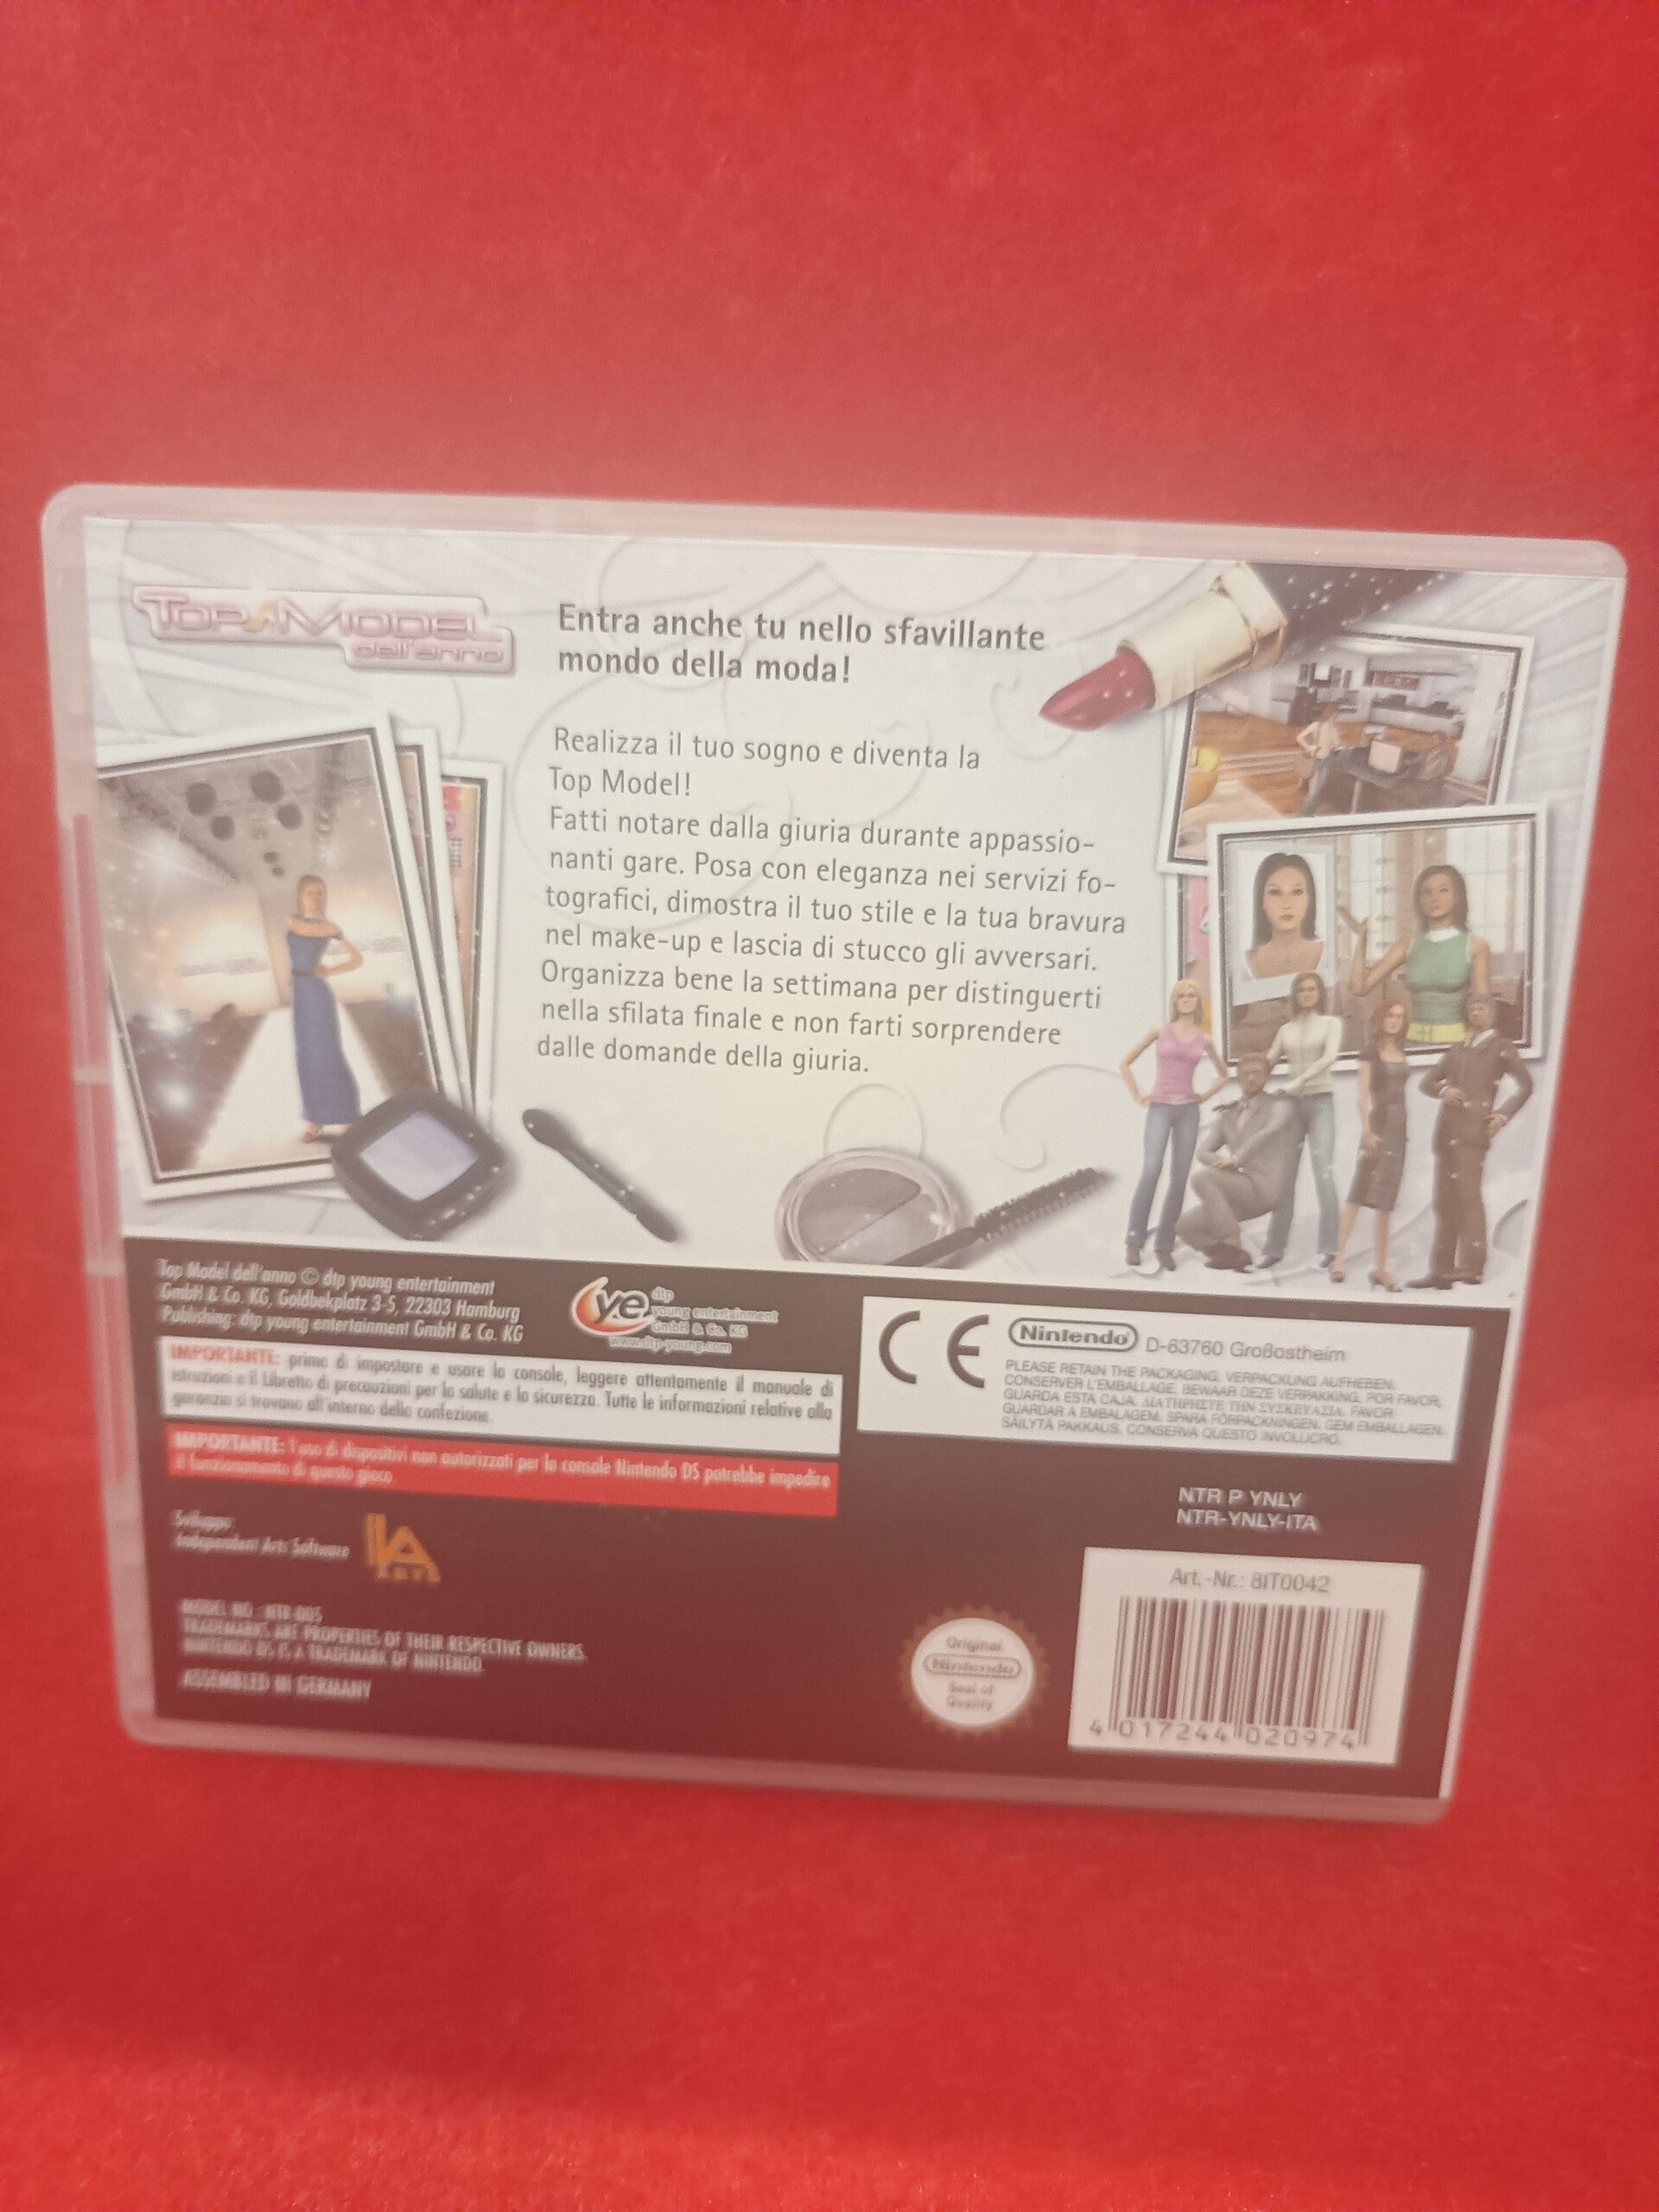 TOP MODEL
dell'anno
Entra anche tu nello sfavillante
mondo della moda!
Realizza il tuo sogno e diventa la
Top Model!
Fatti notare dalla giuria durante appassio-
nanti gare. Posa con eleganza nei servizi fo-
tografici, dimostra il tuo stile e la tua bravura
nel make-up e lascia di stucco gli avversari.
Organizza bene la settimana per distinguerti
nella sfilata finale e non farti sorprendere
dalle domande della giuria.
Top Model dell'anno © dtp young entertainment
GmbH & Co. KG, Goldbekplatz 3-5, 22303 Hamburg
Publishing: dtp young entertainment GmbH & Co. KG
ye
dtp
young entertainment
GmbH & Co. KG
www.dtp-young.com
IMPORTANTE: prima di impostare e usare la console, leggere attentamente il manuale di
istruzioni e il Libretto di precauzioni per la salute e la sicurezza. Tutte le informazioni relative alla
garanzia si trovano all'interno della confezione.
IMPORTANTE: l'uso di dispositivi non autorizzati per la console Nintendo DS potrebbe impedire
il funzionamento di questo gioco.
Sviluppo:
Independent Arts Software
IA
ARTS
MODEL NO.: NTR-005
TRADEMARKS ARE PROPERTIES OF THEIR RESPECTIVE OWNERS.
NINTENDO DS IS A TRADEMARK OF NINTENDO.
ASSEMBLED IN GERMANY
CE
Nintendo D-63760 Großostheim
PLEASE RETAIN THE PACKAGING. VERPACKUNG AUFHEBEN.
CONSERVER L'EMBALLAGE. BEWAAR DEZE VERPAKKING. POR FAVOR,
GUARDA ESTA CAJA. ΔΙΑΤΗΡΗΣΤΕ ΤΗΝ ΣΥΣΚΕΥΑΣΙΑ. FAVOR
GUARDAR A EMBALAGEM. SPARA FÖRPACKNINGEN. GEM EMBALLAGEN.
SÄILYTÄ PAKKAUS. CONSERVA QUESTO INVOLUCRO.
NTR P YNLY
NTR-YNLY-ITA
Art.-Nr.: 8IT0042
4 017244 020974
Original
Nintendo
Seal of
Quality